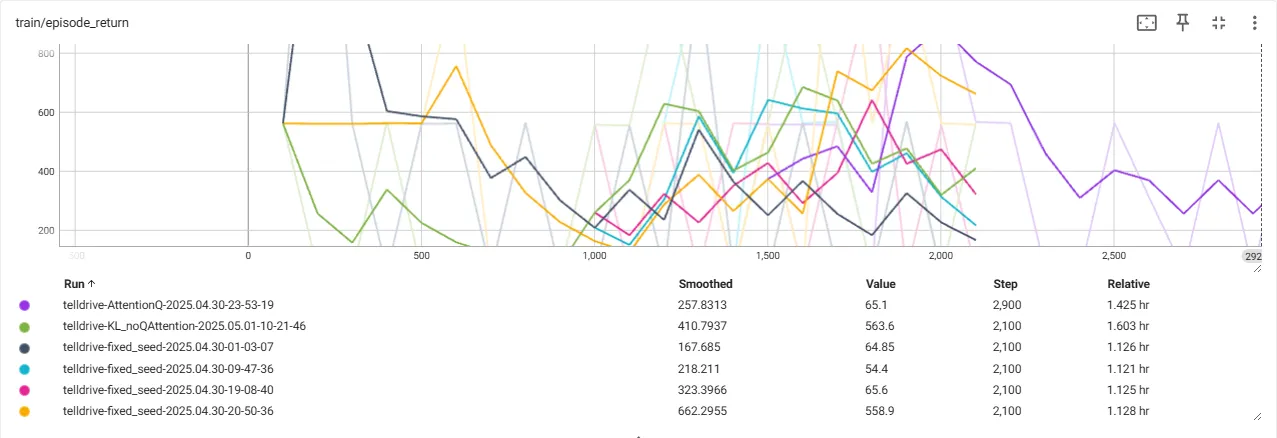 train/episode_return
800
600
400
200
-500 0 500 1,000 1,500 2,000 2,500 292
Run ↑ Smoothed Value Step Relative
telldrive-AttentionQ-2025.04.30-23-53-19 257.8313 65.1 2,900 1.425 hr
telldrive-KL_noQAttention-2025.05.01-10-21-46 410.7937 563.6 2,100 1.603 hr
telldrive-fixed_seed-2025.04.30-01-03-07 167.685 64.85 2,100 1.126 hr
telldrive-fixed_seed-2025.04.30-09-47-36 218.211 54.4 2,100 1.121 hr
telldrive-fixed_seed-2025.04.30-19-08-40 323.3966 65.6 2,100 1.125 hr
telldrive-fixed_seed-2025.04.30-20-50-36 662.2955 558.9 2,100 1.128 hr